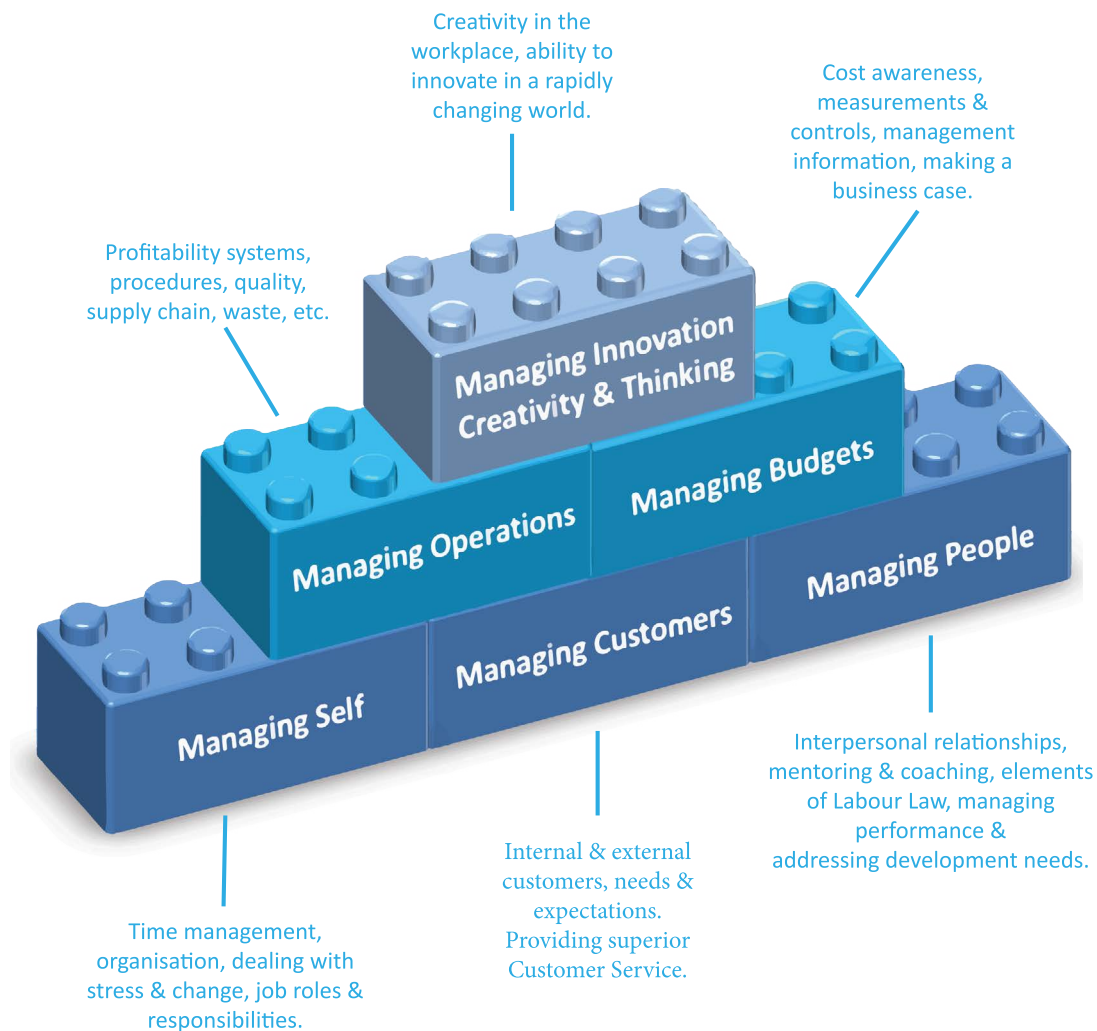 Creativity in the
workplace, ability to
innovate in a rapidly
changing world.
Cost awareness,
measurements &
controls, management
information, making a
business case.
Profitability systems,
procedures, quality,
supply chain, waste, etc.
Managing Innovation
Creativity & Thinking
Managing Operations
Managing Budgets
Managing Self
Managing Customers
Managing People
Time management,
organisation, dealing with
stress & change, job roles &
responsibilities.
Internal & external
customers, needs &
expectations.
Providing superior
Customer Service.
Interpersonal relationships,
mentoring & coaching, elements
of Labour Law, managing
performance &
addressing development needs.